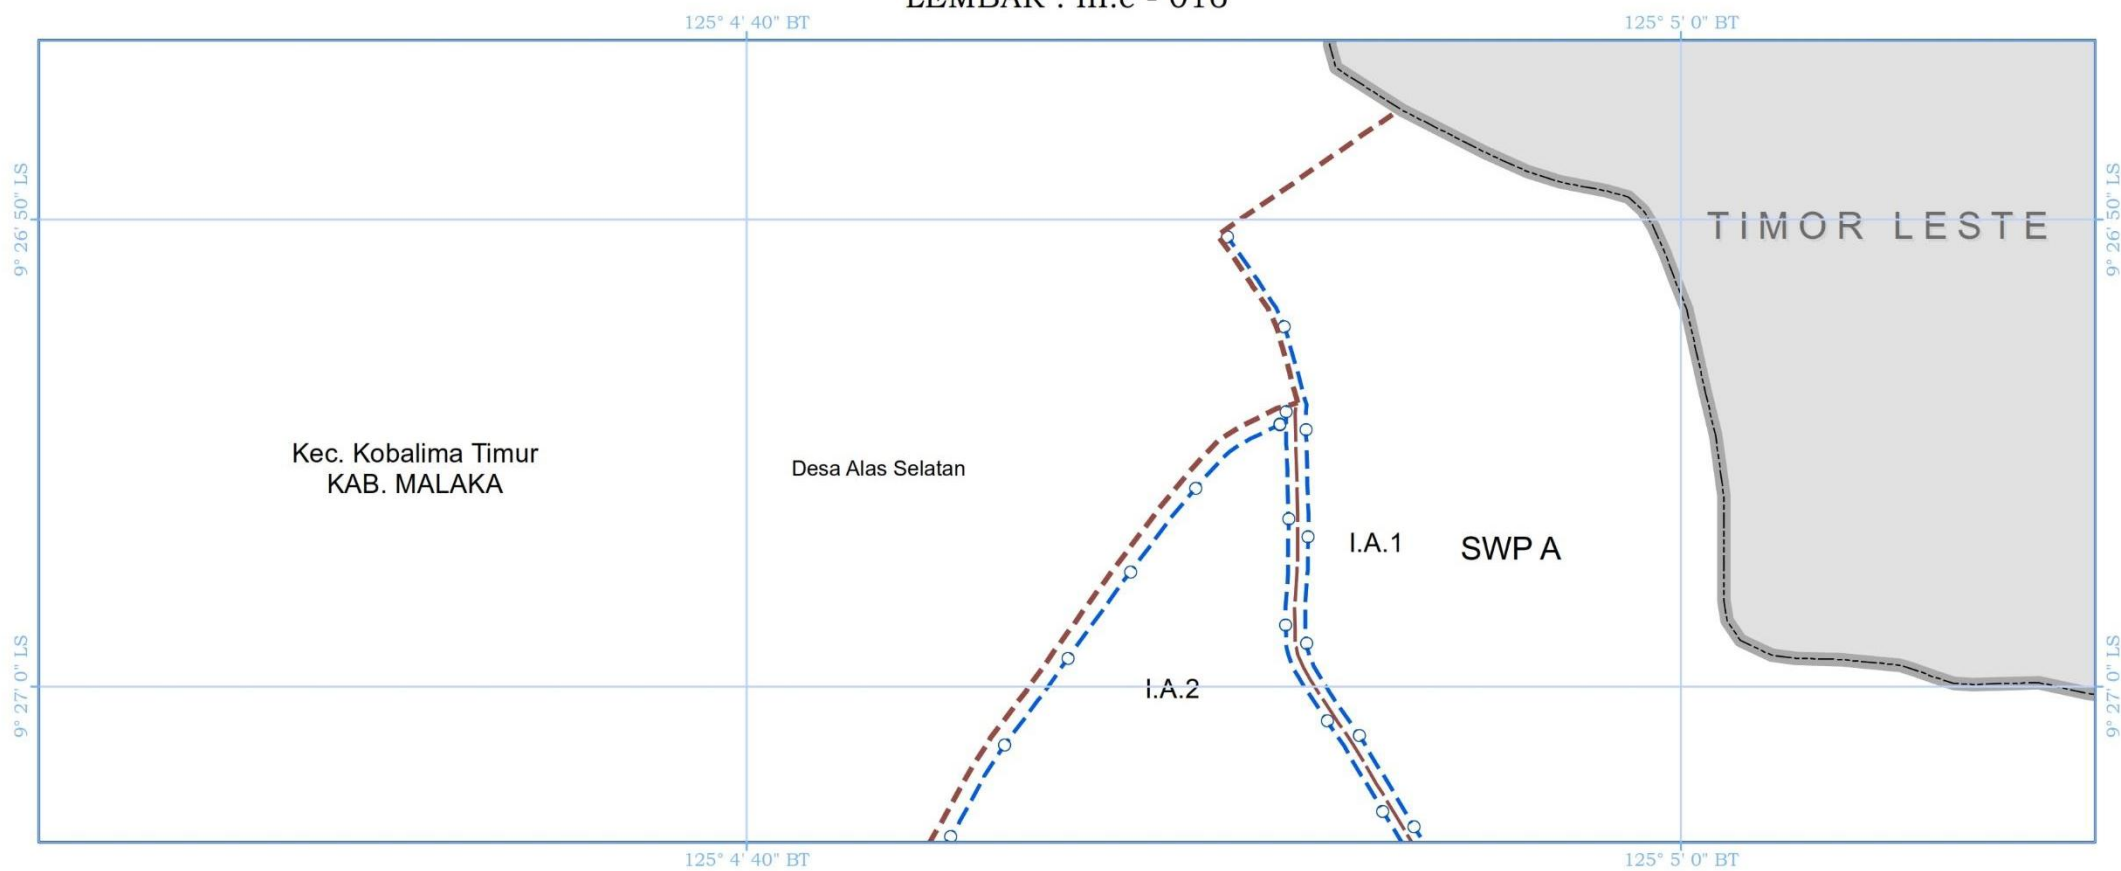 125° 4' 40" BT
125° 5' 0" BT
9° 26' 50" LS
9° 26' 50" LS
TIMOR LESTE
Kec. Kobalima Timur
KAB. MALAKA
Desa Alas Selatan
I.A.1
SWP A
9° 27' 0" LS
I.A.2
9° 27' 0" LS
125° 4' 40" BT
125° 5' 0" BT